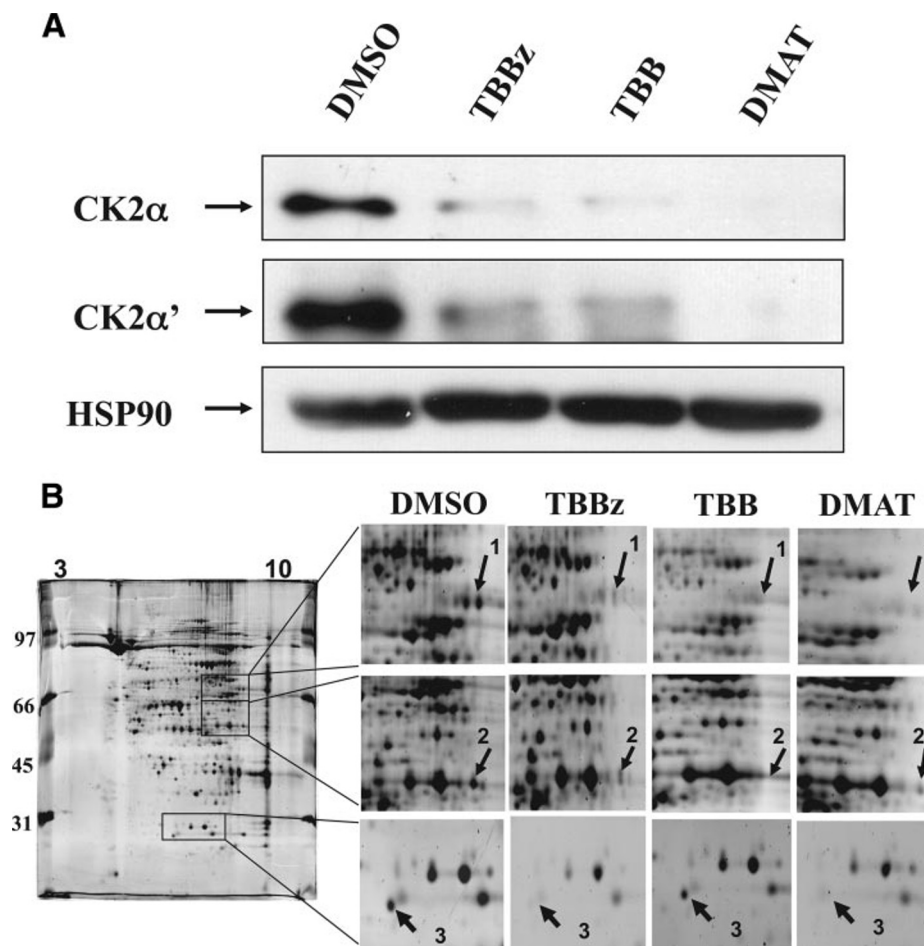 A
DMSO TBBz TBB DMAT
CK2α
CK2α’
HSP90
B
DMSO TBBz TBB DMAT
3 10
97
66
45
31
1 1 1
2 2 2 2
3 3 3 3